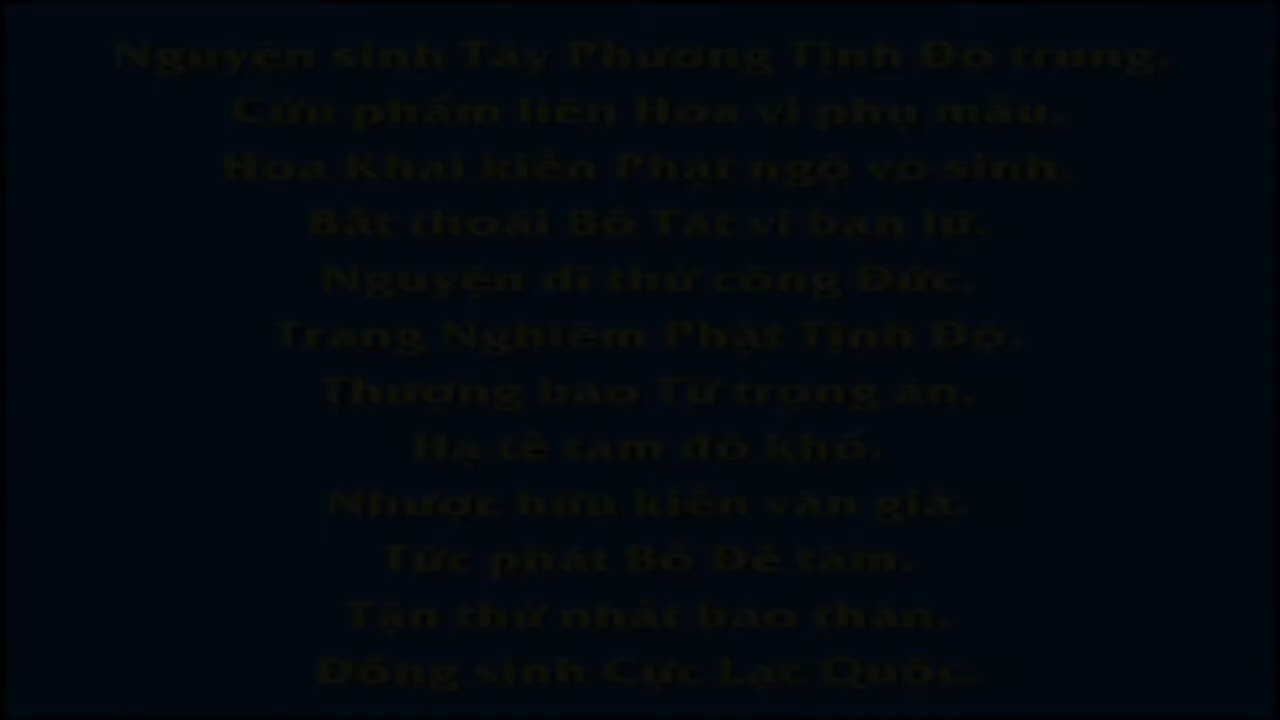 Nguyện sinh Tây Phương Tịnh Độ trung.
Cửu phẩm liên Hoa vi phụ mẫu.
Hoa Khai kiến Phật ngộ vô sinh.
Bất thoái Bồ Tát vi bạn lữ.
Nguyện dĩ thử công Đức.
Trang Nghiêm Phật Tịnh Độ.
Thượng báo Tứ trọng ân.
Hạ tế tam đồ khổ.
Nhược hữu kiến văn giả.
Tức phát Bồ Đề tâm.
Tận thử nhất báo thân.
Đồng sinh Cực Lạc Quốc.